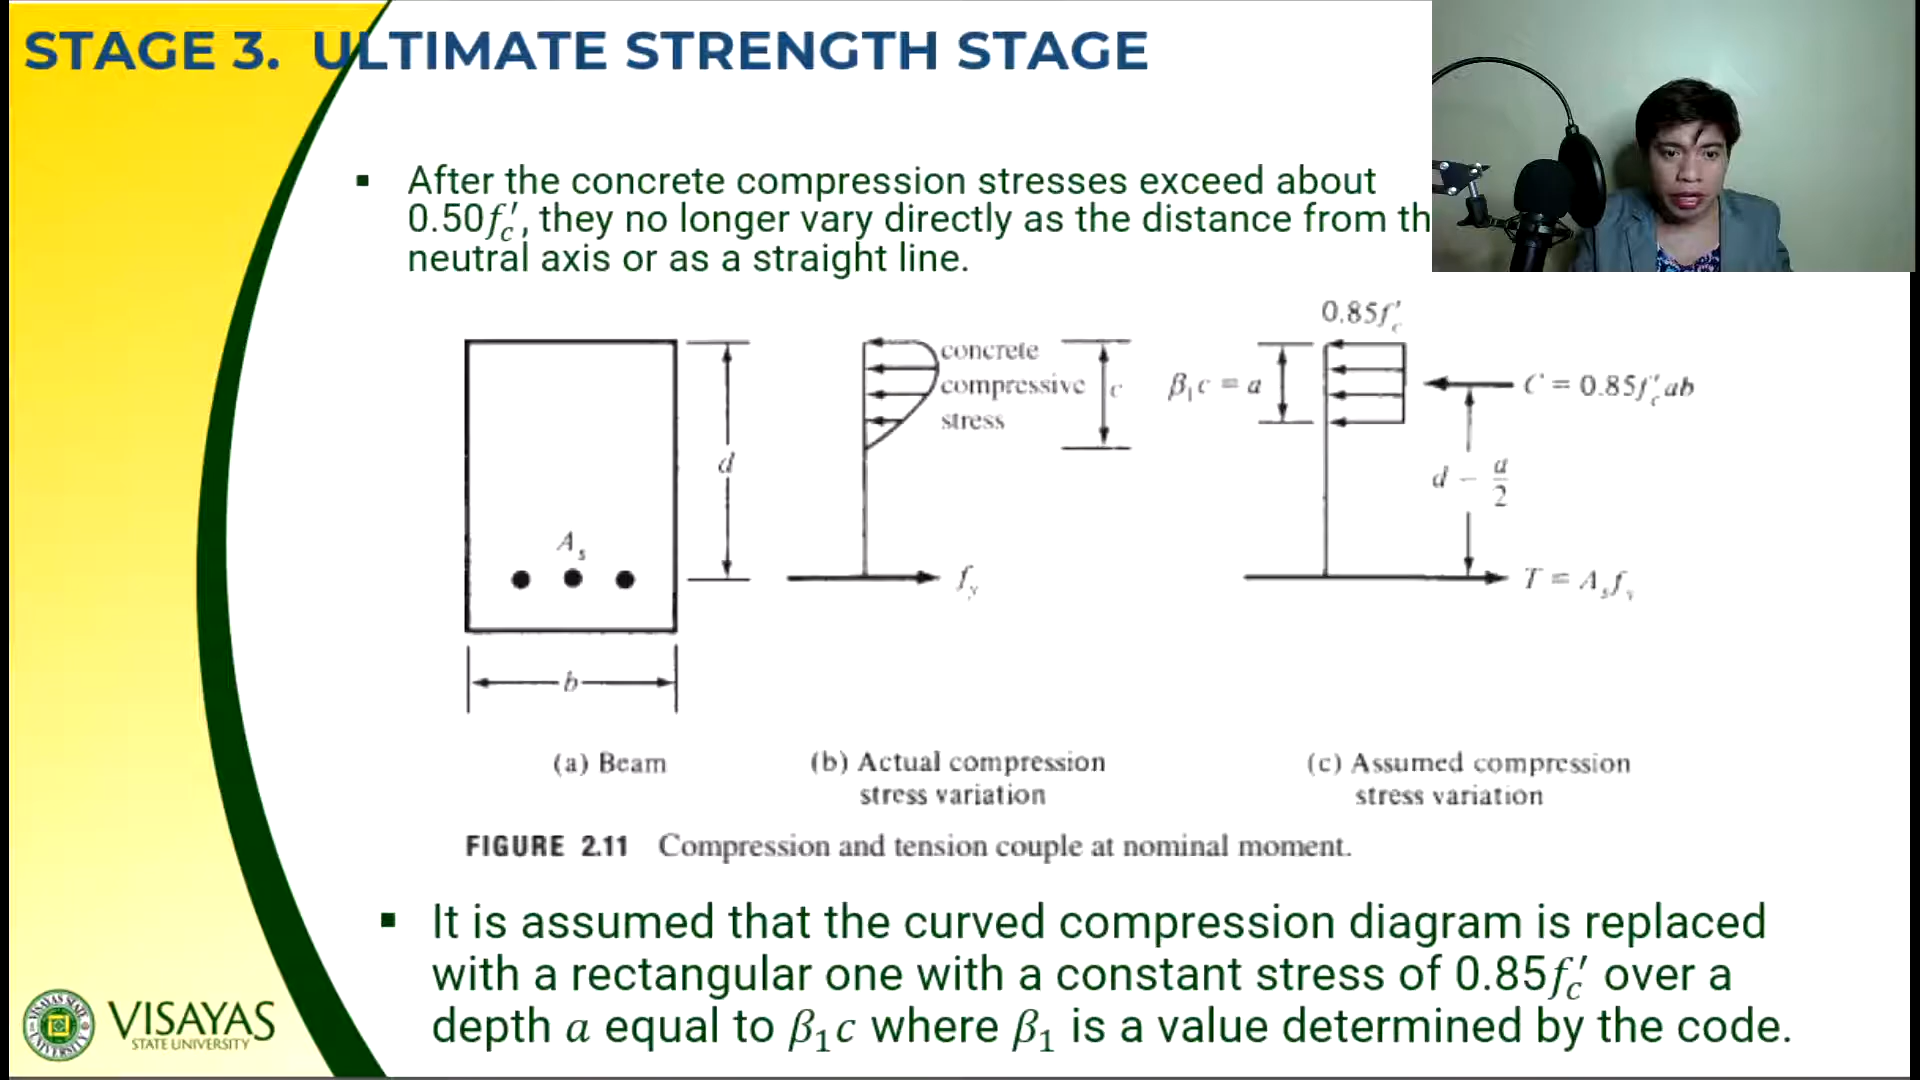 STAGE 3. ULTIMATE STRENGTH STAGE
▪ After the concrete compression stresses exceed about
0.50f′c, they no longer vary directly as the distance from th
neutral axis or as a straight line.
d
As
b
concrete
compressive
stress
c
fy
β1c = a
0.85f′c
C = 0.85f′c ab
d − a/2
T = Asfy
(a) Beam
(b) Actual compression
stress variation
(c) Assumed compression
stress variation
FIGURE 2.11 Compression and tension couple at nominal moment.
▪ It is assumed that the curved compression diagram is replaced
with a rectangular one with a constant stress of 0.85f′c over a
depth a equal to β1c where β1 is a value determined by the code.
VISAYAS
STATE UNIVERSITY